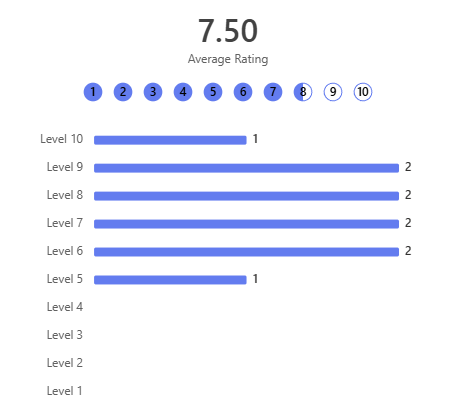 7.50
Average Rating
1 2 3 4 5 6 7 8 9 10
Level 10 1
Level 9 2
Level 8 2
Level 7 2
Level 6 2
Level 5 1
Level 4
Level 3
Level 2
Level 1